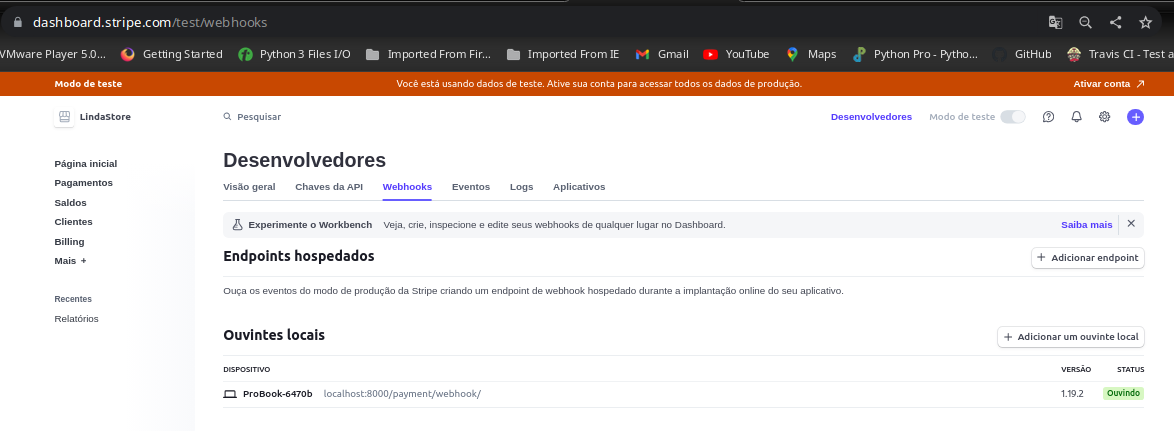 dashboard.stripe.com/test/webhooks
VMware Player 5.0... Getting Started Python 3 Files I/O Imported From Fir... Imported From IE Gmail YouTube Maps Python Pro - Pytho... GitHub Travis CI - Test a
Modo de teste Você está usando dados de teste. Ative sua conta para acessar todos os dados de produção. Ativar conta
LindaStore Pesquisar Desenvolvedores Modo de teste
Desenvolvedores
Página inicial
Pagamentos
Saldos
Clientes
Billing
Mais +
Recentes
Relatórios
Visão geral Chaves da API Webhooks Eventos Logs Aplicativos
Experimente o Workbench Veja, crie, inspecione e edite seus webhooks de qualquer lugar no Dashboard. Saiba mais
Endpoints hospedados + Adicionar endpoint
Ouça os eventos do modo de produção da Stripe criando um endpoint de webhook hospedado durante a implantação online do seu aplicativo.
Ouvintes locais + Adicionar um ouvinte local
DISPOSITIVO VERSÃO STATUS
ProBook-6470b localhost:8000/payment/webhook/ 1.19.2 Ouvindo